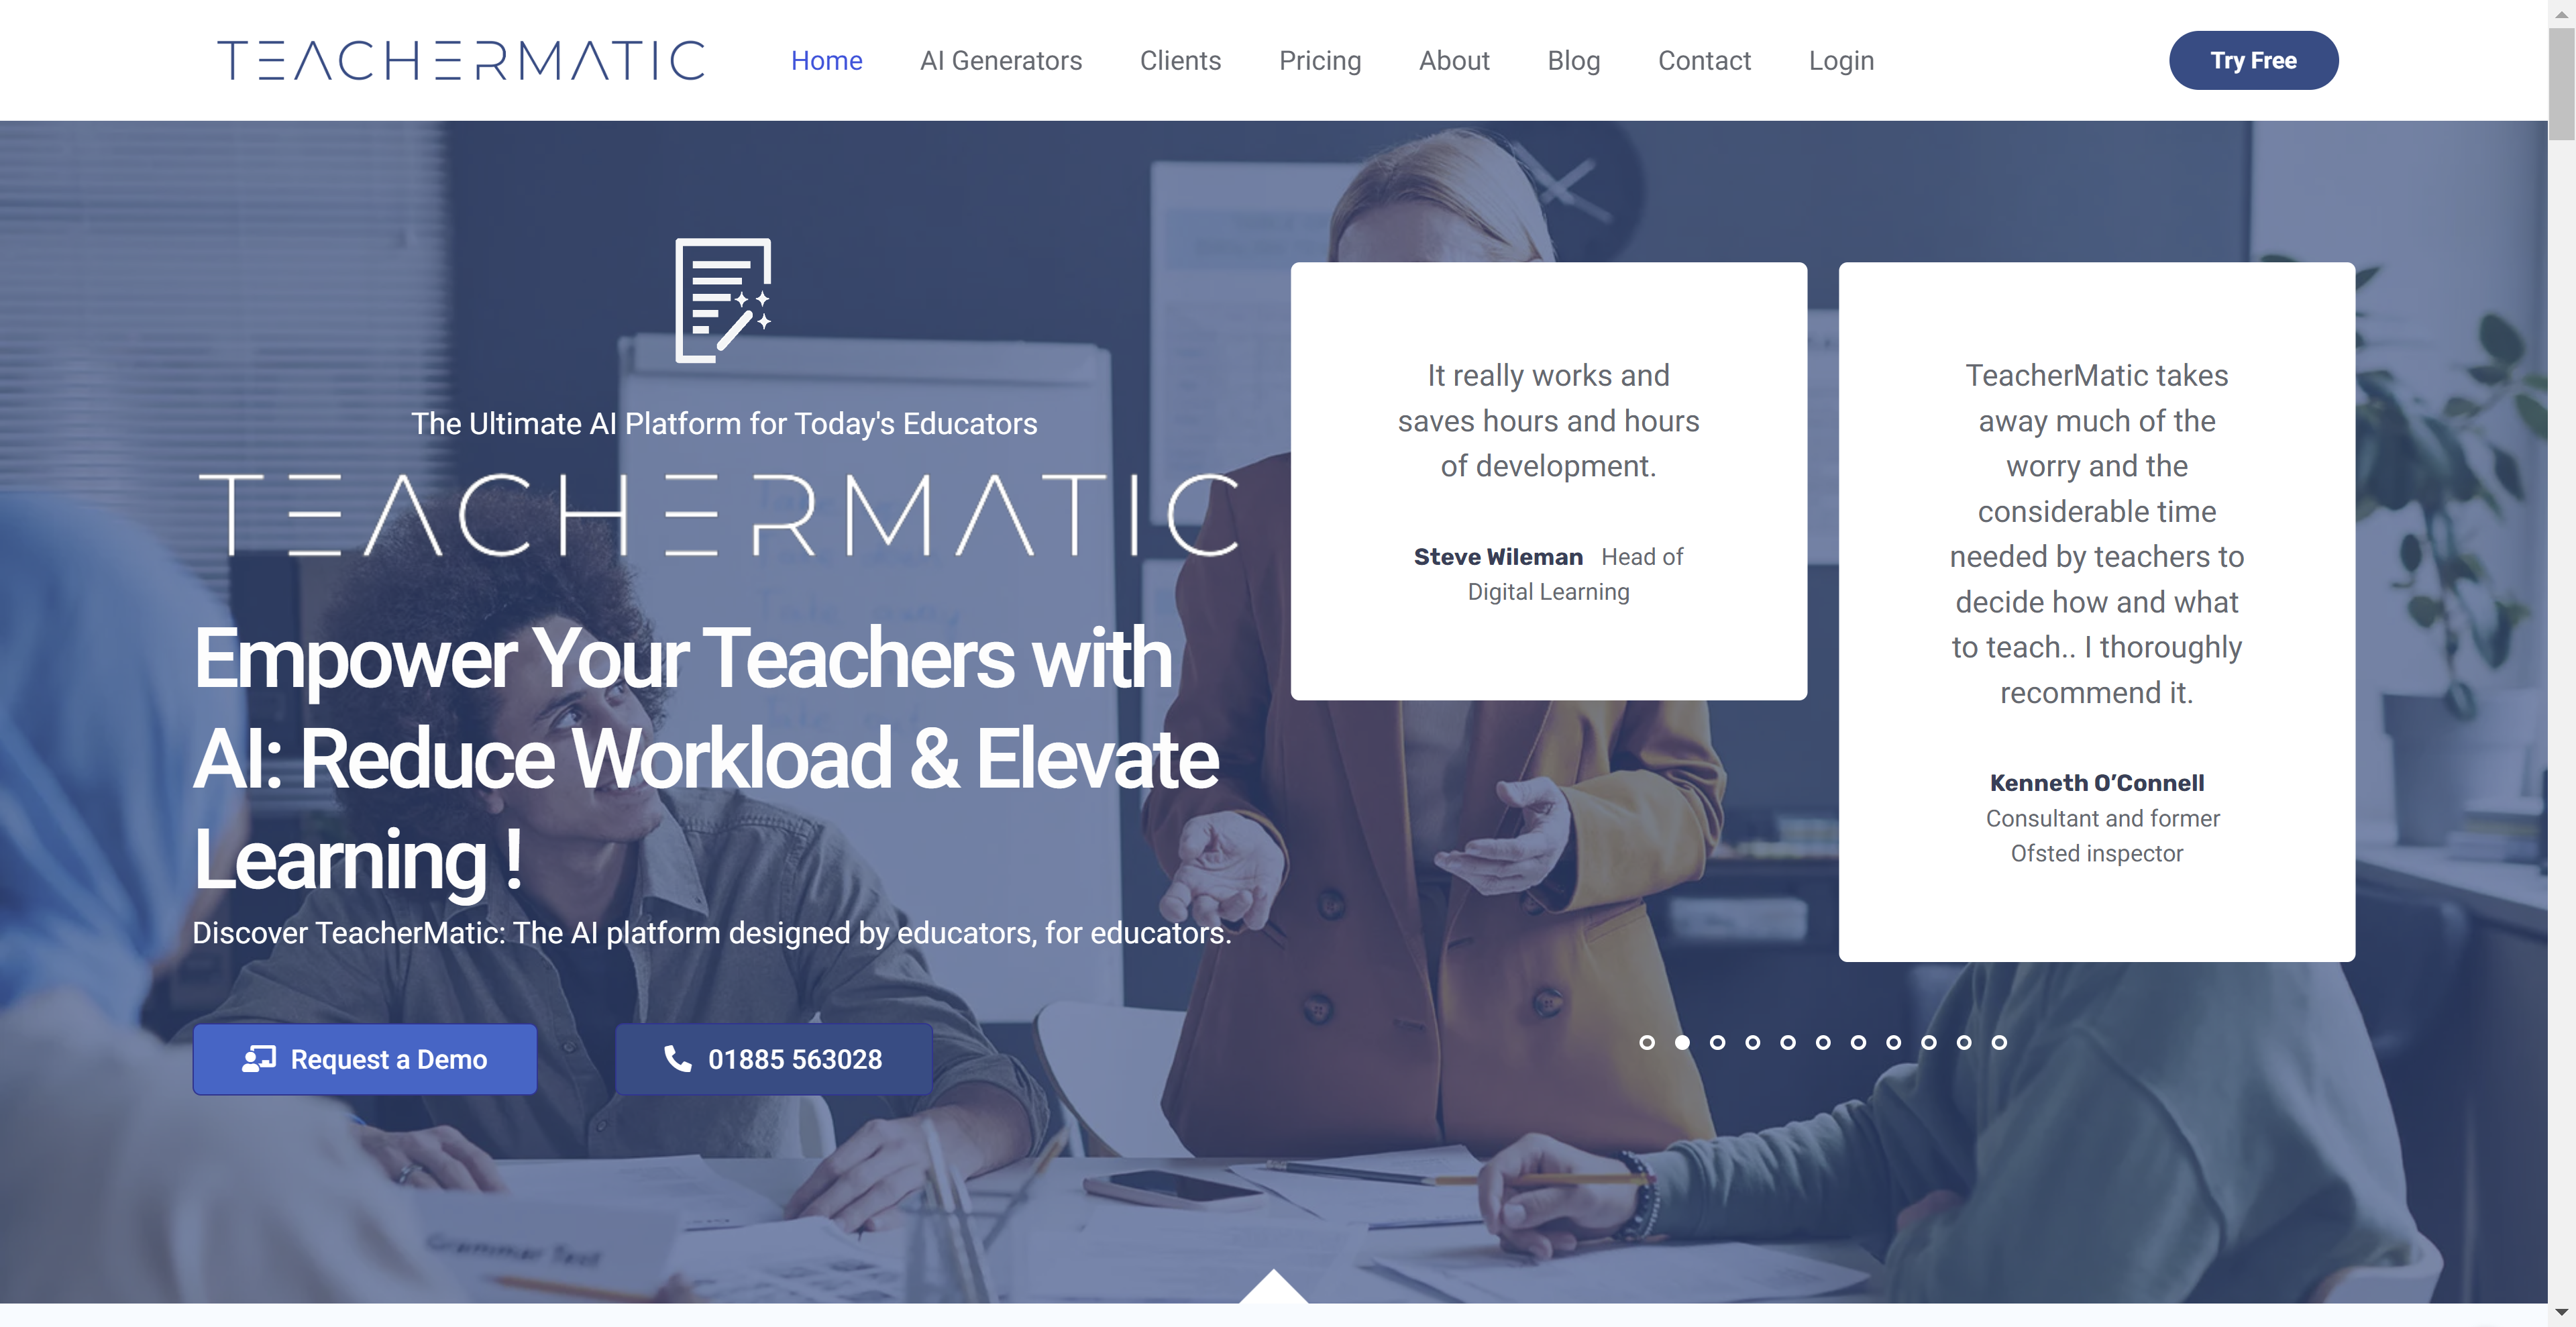 TEACHERMATIC
Home
AI Generators
Clients
Pricing
About
Blog
Contact
Login
Try Free
The Ultimate AI Platform for Today's Educators
TEACHERMATIC
Empower Your Teachers with
AI: Reduce Workload & Elevate
Learning !
Discover TeacherMatic: The AI platform designed by educators, for educators.
Request a Demo
01885 563028
It really works and
saves hours and hours
of development.
Steve Wileman Head of
Digital Learning
TeacherMatic takes
away much of the
worry and the
considerable time
needed by teachers to
decide how and what
to teach.. I thoroughly
recommend it.
Kenneth O’Connell
Consultant and former
Ofsted inspector
Grammar Test